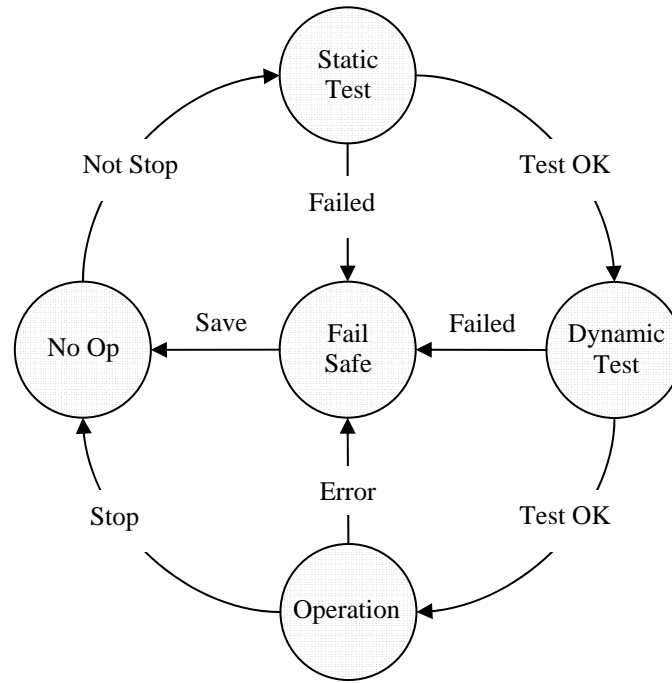 Static
Test
Not Stop
Test OK
Failed
Save
Failed
No Op
Fail
Safe
Dynamic
Test
Error
Stop
Test OK
Operation